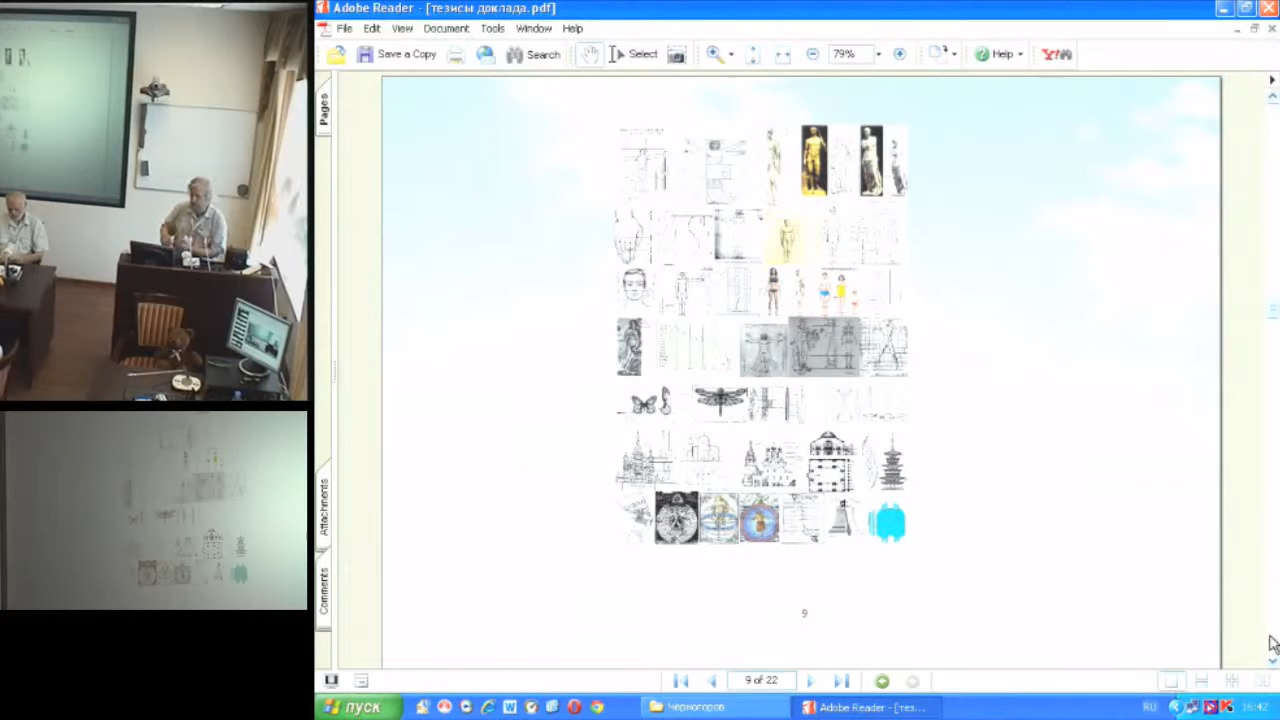 Adobe Reader - [тезисы доклада.pdf]
File Edit View Document Tools Window Help
Save a Copy Search Select 79% Help Y!
Pages
Attachments
Comments
9
9 of 22
пуск Черногоров Adobe Reader - [тез... RU 16:42